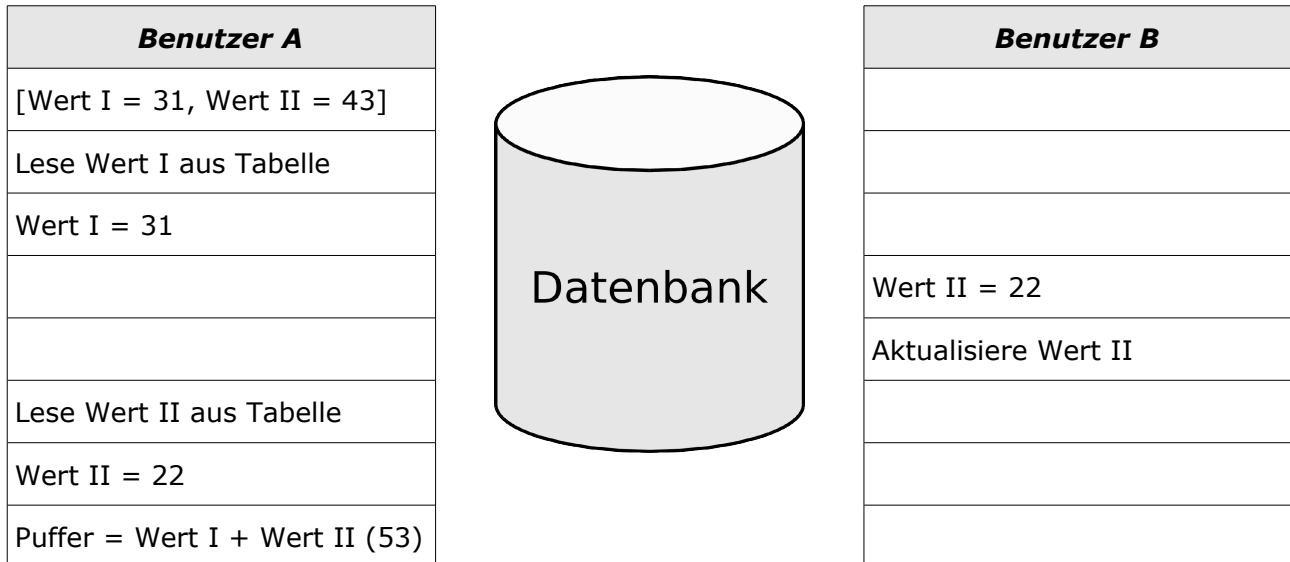 Benutzer A
[Wert I = 31, Wert II = 43]
Lese Wert I aus Tabelle
Wert I = 31
Lese Wert II aus Tabelle
Wert II = 22
Puffer = Wert I + Wert II (53)
Datenbank
Benutzer B
Wert II = 22
Aktualisiere Wert II